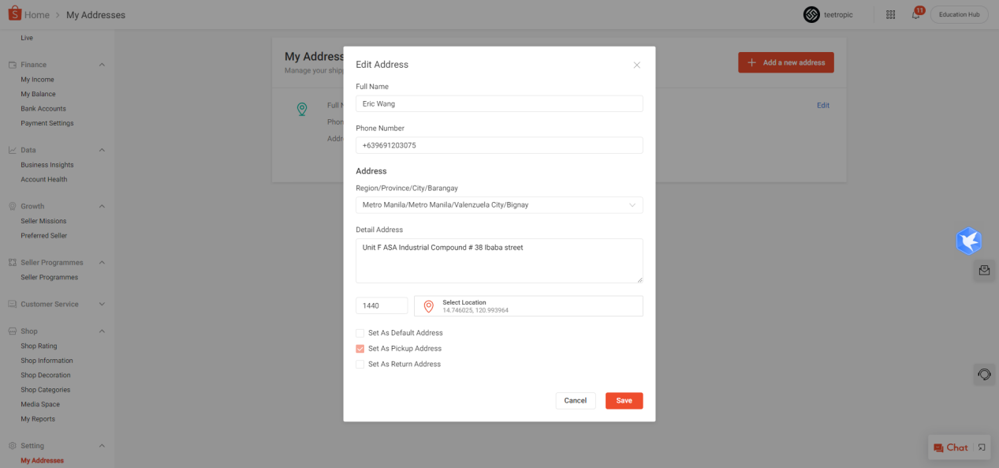 Home > My Addresses
teetropic
11
Education Hub
Live
Finance
My Income
My Balance
Bank Accounts
Payment Settings
Data
Business Insights
Account Health
Growth
Seller Missions
Preferred Seller
Seller Programmes
Seller Programmes
Customer Service
Shop
Shop Rating
Shop Information
Shop Decoration
Shop Categories
Media Space
My Reports
Setting
My Addresses
My Address
Manage your ship
Add a new address
Full N
Phon
Addr
Edit
Edit Address
Full Name
Eric Wang
Phone Number
+639691203075
Address
Region/Province/City/Barangay
Metro Manila/Metro Manila/Valenzuela City/Bignay
Detail Address
Unit F ASA Industrial Compound # 38 Ibaba street
1440
Select Location
14.746025, 120.993964
Set As Default Address
Set As Pickup Address
Set As Return Address
Cancel
Save
Chat